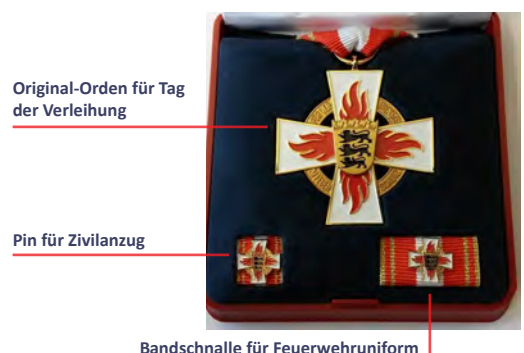 Original-Orden für Tag
der Verleihung
Pin für Zivilanzug
Bandschnalle für Feuerwehruniform